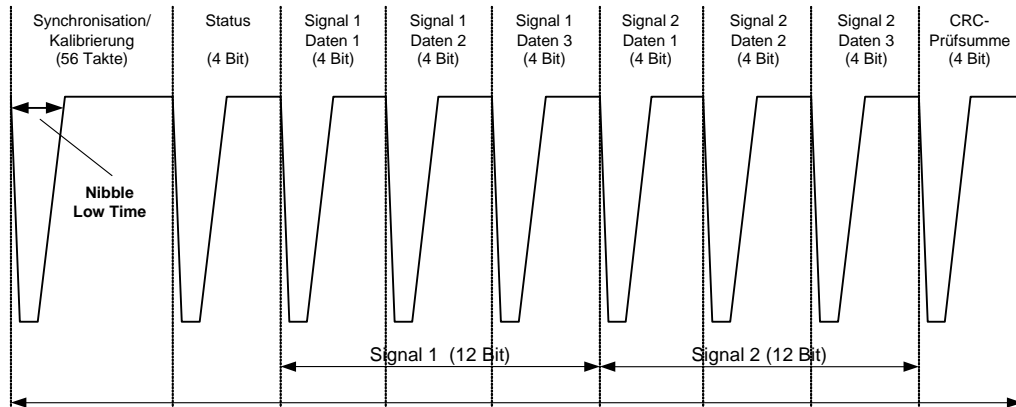 Synchronisation/
Kalibrierung
(56 Takte)
Status
(4 Bit)
Signal 1
Daten 1
(4 Bit)
Signal 1
Daten 2
(4 Bit)
Signal 1
Daten 3
(4 Bit)
Signal 2
Daten 1
(4 Bit)
Signal 2
Daten 2
(4 Bit)
Signal 2
Daten 3
(4 Bit)
CRC-
Prüfsumme
(4 Bit)
Nibble
Low Time
Signal 1 (12 Bit)
Signal 2 (12 Bit)